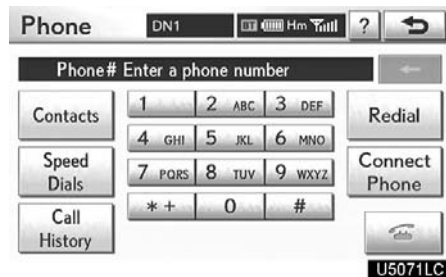 Phone DN1 BT Hm ?
Phone# Enter a phone number
Contacts
1
2 ABC
3 DEF
Redial
4 GHI
5 JKL
6 MNO
Speed
Dials
7 PQRS
8 TUV
9 WXYZ
Connect
Phone
Call
History
* +
0
#
U5071LC